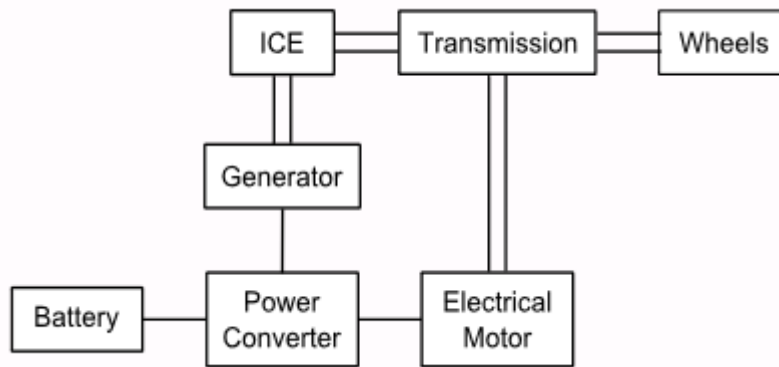 ICE
Transmission
Wheels
Generator
Battery
Power
Converter
Electrical
Motor